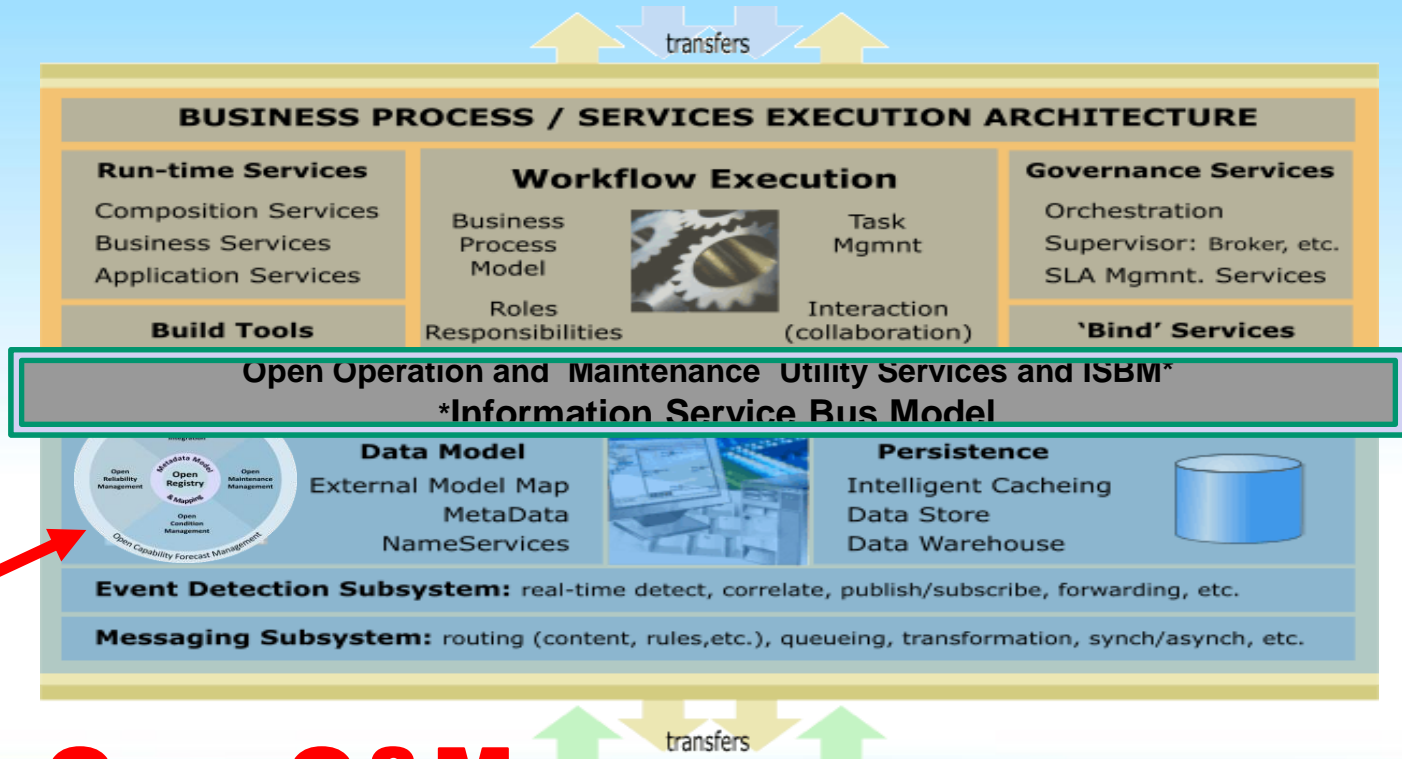 transfers
BUSINESS PROCESS / SERVICES EXECUTION ARCHITECTURE
Run-time Services
Composition Services
Business Services
Application Services
Build Tools
Workflow Execution
Business
Process
Model
Task
Mgmnt
Roles
Responsibilities
Interaction
(collaboration)
Governance Services
Orchestration
Supervisor: Broker, etc.
SLA Mgmnt. Services
‘Bind’ Services
Open Operation and Maintenance Utility Services and ISBM*
*Information Service Bus Model
Integration
Open
Reliability
Management
Metadata Model
Open
Registry
& Mapping
Open
Maintenance
Management
Open
Condition
Management
Open Capability Forecast Management
Data Model
External Model Map
MetaData
NameServices
Persistence
Intelligent Cacheing
Data Store
Data Warehouse
Event Detection Subsystem: real-time detect, correlate, publish/subscribe, forwarding, etc.
Messaging Subsystem: routing (content, rules,etc.), queueing, transformation, synch/asynch, etc.
transfers